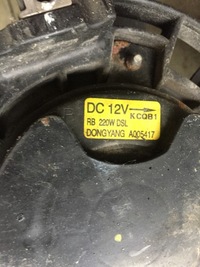 DC 12V
KCQB1
RB 220W DSL
DONGYANG A005417